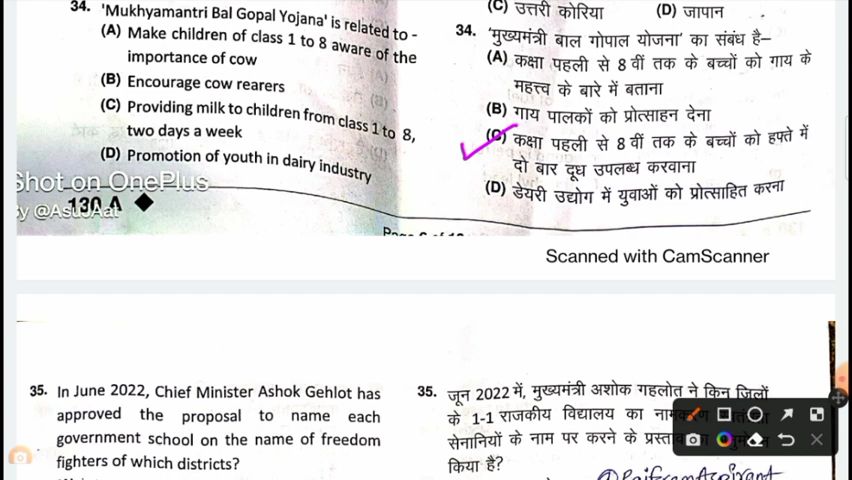 34. 'Mukhyamantri Bal Gopal Yojana' is related to -
(A) Make children of class 1 to 8 aware of the
importance of cow
(B) Encourage cow rearers
(C) Providing milk to children from class 1 to 8,
two days a week
(D) Promotion of youth in dairy industry
Shot on OnePlus
By
130 A ◆
(C) उत्तरी कोरिया (D) जापान
34. 'मुख्यमंत्री बाल गोपाल योजना' का संबंध है–
(A) कक्षा पहली से 8 वीं तक के बच्चों को गाय के
महत्त्व के बारे में बताना
(B) गाय पालकों को प्रोत्साहन देना
(C) कक्षा पहली से 8 वीं तक के बच्चों को हफ्ते में
दो बार दूध उपलब्ध करवाना
(D) डेयरी उद्योग में युवाओं को प्रोत्साहित करना
Scanned with CamScanner
35. In June 2022, Chief Minister Ashok Gehlot has
approved the proposal to name each
government school on the name of freedom
fighters of which districts?
35. जून 2022 में, मुख्यमंत्री अशोक गहलोत ने किन जिलों
के 1-1 राजकीय विद्यालय का
सेनानियों के नाम पर करने के
किया है?